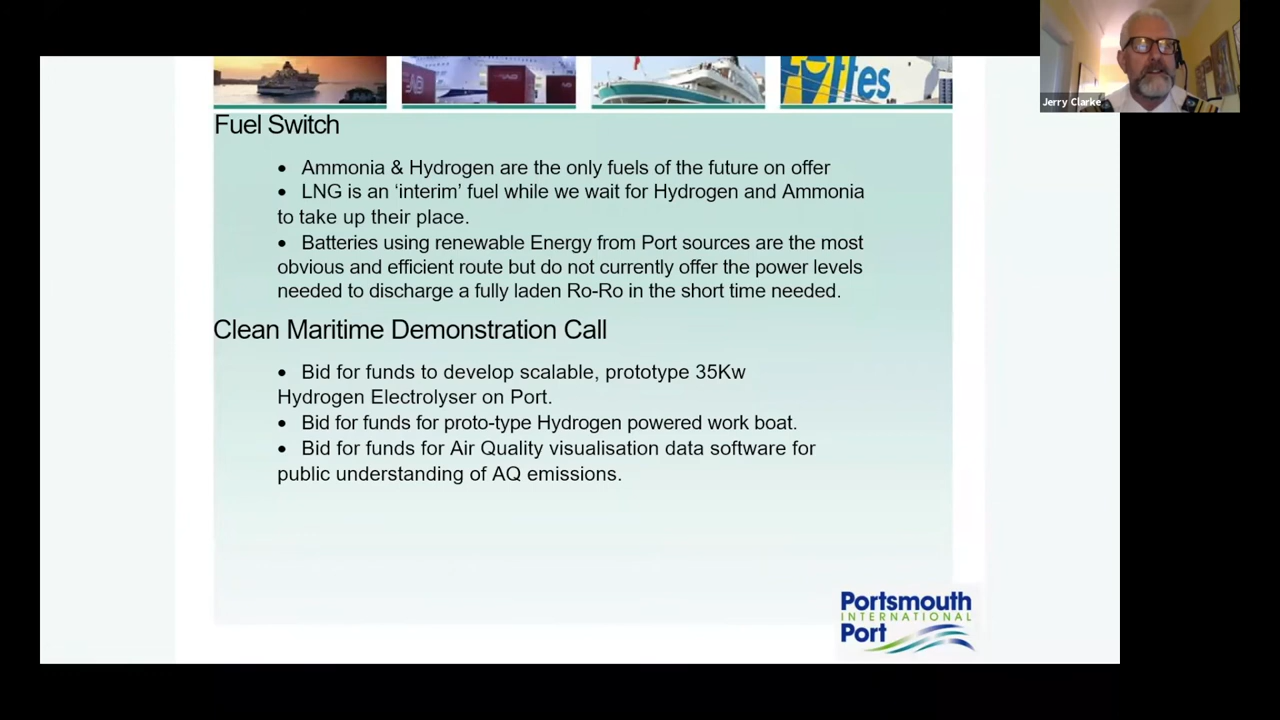 ffes
Jerry Clarke
Fuel Switch
• Ammonia & Hydrogen are the only fuels of the future on offer
• LNG is an ‘interim’ fuel while we wait for Hydrogen and Ammonia
to take up their place.
• Batteries using renewable Energy from Port sources are the most
obvious and efficient route but do not currently offer the power levels
needed to discharge a fully laden Ro-Ro in the short time needed.
Clean Maritime Demonstration Call
• Bid for funds to develop scalable, prototype 35Kw
Hydrogen Electrolyser on Port.
• Bid for funds for proto-type Hydrogen powered work boat.
• Bid for funds for Air Quality visualisation data software for
public understanding of AQ emissions.
Portsmouth
INTERNATIONAL
Port